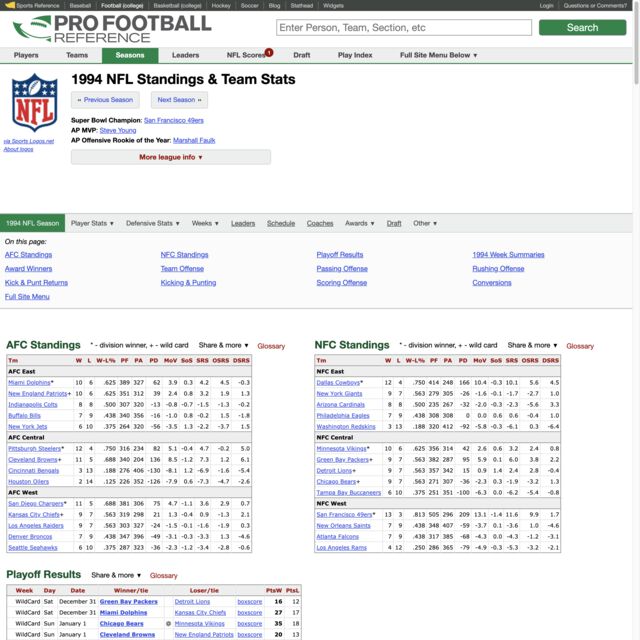 Sports Reference Baseball Football (college) Basketball (college) Hockey Soccer Blog Stathead Widgets Login Questions or Comments?
PRO FOOTBALL
REFERENCE
Enter Person, Team, Section, etc
Search
Players Teams Seasons Leaders NFL Scores 1 Draft Play Index Full Site Menu Below ▼
NFL
via Sports Logos.net
About logos
1994 NFL Standings & Team Stats
« Previous Season Next Season »
Super Bowl Champion: San Francisco 49ers
AP MVP: Steve Young
AP Offensive Rookie of the Year: Marshall Faulk
More league info ▼
1994 NFL Season Player Stats ▼ Defensive Stats ▼ Weeks ▼ Leaders Schedule Coaches Awards ▼ Draft Other ▼
On this page:
AFC Standings NFC Standings Playoff Results 1994 Week Summaries
Award Winners Team Offense Passing Offense Rushing Offense
Kick & Punt Returns Kicking & Punting Scoring Offense Conversions
Full Site Menu
AFC Standings * - division winner, + - wild card Share & more ▼ Glossary
Tm W L W-L% PF PA PD MoV SoS SRS OSRS DSRS
AFC East
Miami Dolphins* 10 6 .625 389 327 62 3.9 0.3 4.2 4.5 -0.3
New England Patriots+ 10 6 .625 351 312 39 2.4 0.8 3.2 1.9 1.3
Indianapolis Colts 8 8 .500 307 320 -13 -0.8 -0.7 -1.5 -1.3 -0.2
Buffalo Bills 7 9 .438 340 356 -16 -1.0 0.8 -0.2 1.5 -1.8
New York Jets 6 10 .375 264 320 -56 -3.5 1.3 -2.2 -3.7 1.5
AFC Central
Pittsburgh Steelers* 12 4 .750 316 234 82 5.1 -0.4 4.7 -0.2 5.0
Cleveland Browns+ 11 5 .688 340 204 136 8.5 -1.2 7.3 1.2 6.1
Cincinnati Bengals 3 13 .188 276 406 -130 -8.1 1.2 -6.9 -1.6 -5.4
Houston Oilers 2 14 .125 226 352 -126 -7.9 0.6 -7.3 -4.7 -2.6
AFC West
San Diego Chargers* 11 5 .688 381 306 75 4.7 -1.1 3.6 2.9 0.7
Kansas City Chiefs+ 9 7 .563 319 298 21 1.3 -0.4 0.9 -1.3 2.1
Los Angeles Raiders 9 7 .563 303 327 -24 -1.5 -0.1 -1.6 -1.9 0.3
Denver Broncos 7 9 .438 347 396 -49 -3.1 -0.3 -3.3 1.3 -4.6
Seattle Seahawks 6 10 .375 287 323 -36 -2.3 -1.2 -3.4 -2.8 -0.6
NFC Standings * - division winner, + - wild card Share & more ▼ Glossary
Tm W L W-L% PF PA PD MoV SoS SRS OSRS DSRS
NFC East
Dallas Cowboys* 12 4 .750 414 248 166 10.4 -0.3 10.1 5.6 4.5
New York Giants 9 7 .563 279 305 -26 -1.6 -0.1 -1.7 -2.7 1.0
Arizona Cardinals 8 8 .500 235 267 -32 -2.0 -0.3 -2.3 -5.6 3.3
Philadelphia Eagles 7 9 .438 308 308 0 0.0 0.6 0.6 -0.4 1.0
Washington Redskins 3 13 .188 320 412 -92 -5.8 -0.3 -6.1 0.3 -6.4
NFC Central
Minnesota Vikings* 10 6 .625 356 314 42 2.6 0.6 3.2 2.4 0.8
Green Bay Packers+ 9 7 .563 382 287 95 5.9 0.1 6.0 3.8 2.2
Detroit Lions+ 9 7 .563 357 342 15 0.9 1.4 2.4 2.8 -0.4
Chicago Bears+ 9 7 .563 271 307 -36 -2.3 0.3 -1.9 -3.2 1.3
Tampa Bay Buccaneers 6 10 .375 251 351 -100 -6.3 0.0 -6.2 -5.4 -0.8
NFC West
San Francisco 49ers* 13 3 .813 505 296 209 13.1 -1.4 11.6 9.9 1.7
New Orleans Saints 7 9 .438 348 407 -59 -3.7 0.1 -3.6 1.0 -4.6
Atlanta Falcons 7 9 .438 317 385 -68 -4.3 0.0 -4.3 -1.2 -3.1
Los Angeles Rams 4 12 .250 286 365 -79 -4.9 -0.3 -5.3 -3.2 -2.1
Playoff Results Share & more ▼ Glossary
Week Day Date Winner/tie Loser/tie PtsW PtsL
WildCard Sat December 31 Green Bay Packers Detroit Lions boxscore 16 12
WildCard Sat December 31 Miami Dolphins Kansas City Chiefs boxscore 27 17
WildCard Sun January 1 Chicago Bears @ Minnesota Vikings boxscore 35 18
WildCard Sun January 1 Cleveland Browns New England Patriots boxscore 20 13